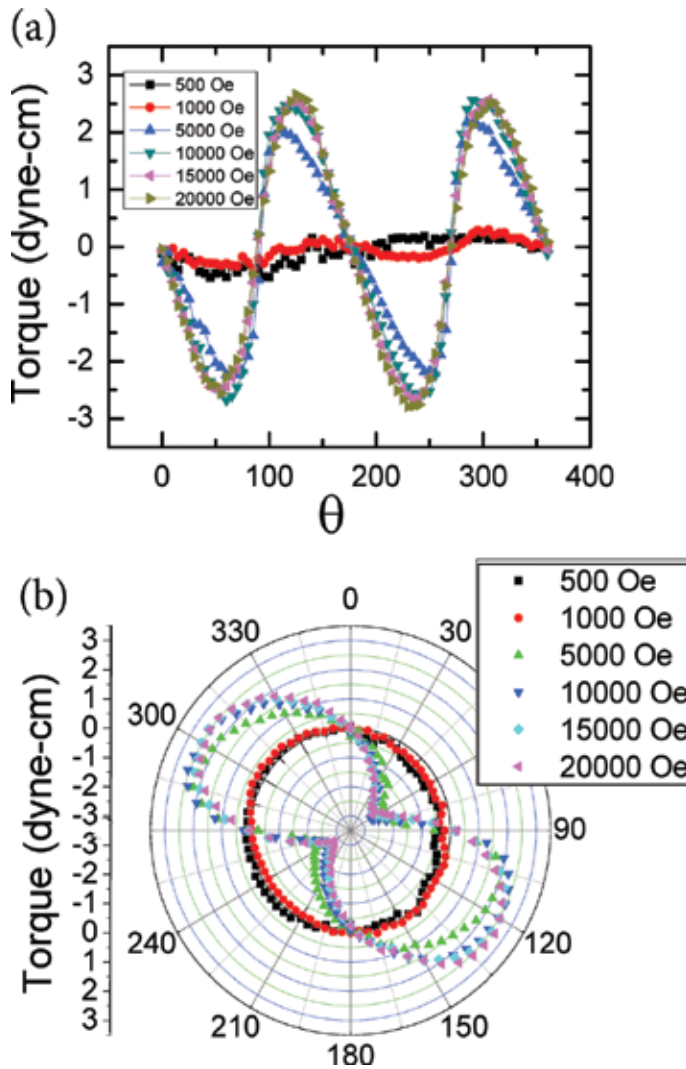 (a)
Torque (dyne-cm)
3
2
1
0
-1
-2
-3
500 Oe
1000 Oe
5000 Oe
10000 Oe
15000 Oe
20000 Oe
0 100 200 300 400
θ
(b)
Torque (dyne-cm)
3
2
1
0
-1
-2
-3
-3
-2
-1
0
1
2
3
0
30
90
120
150
180
210
240
300
330
500 Oe
1000 Oe
5000 Oe
10000 Oe
15000 Oe
20000 Oe